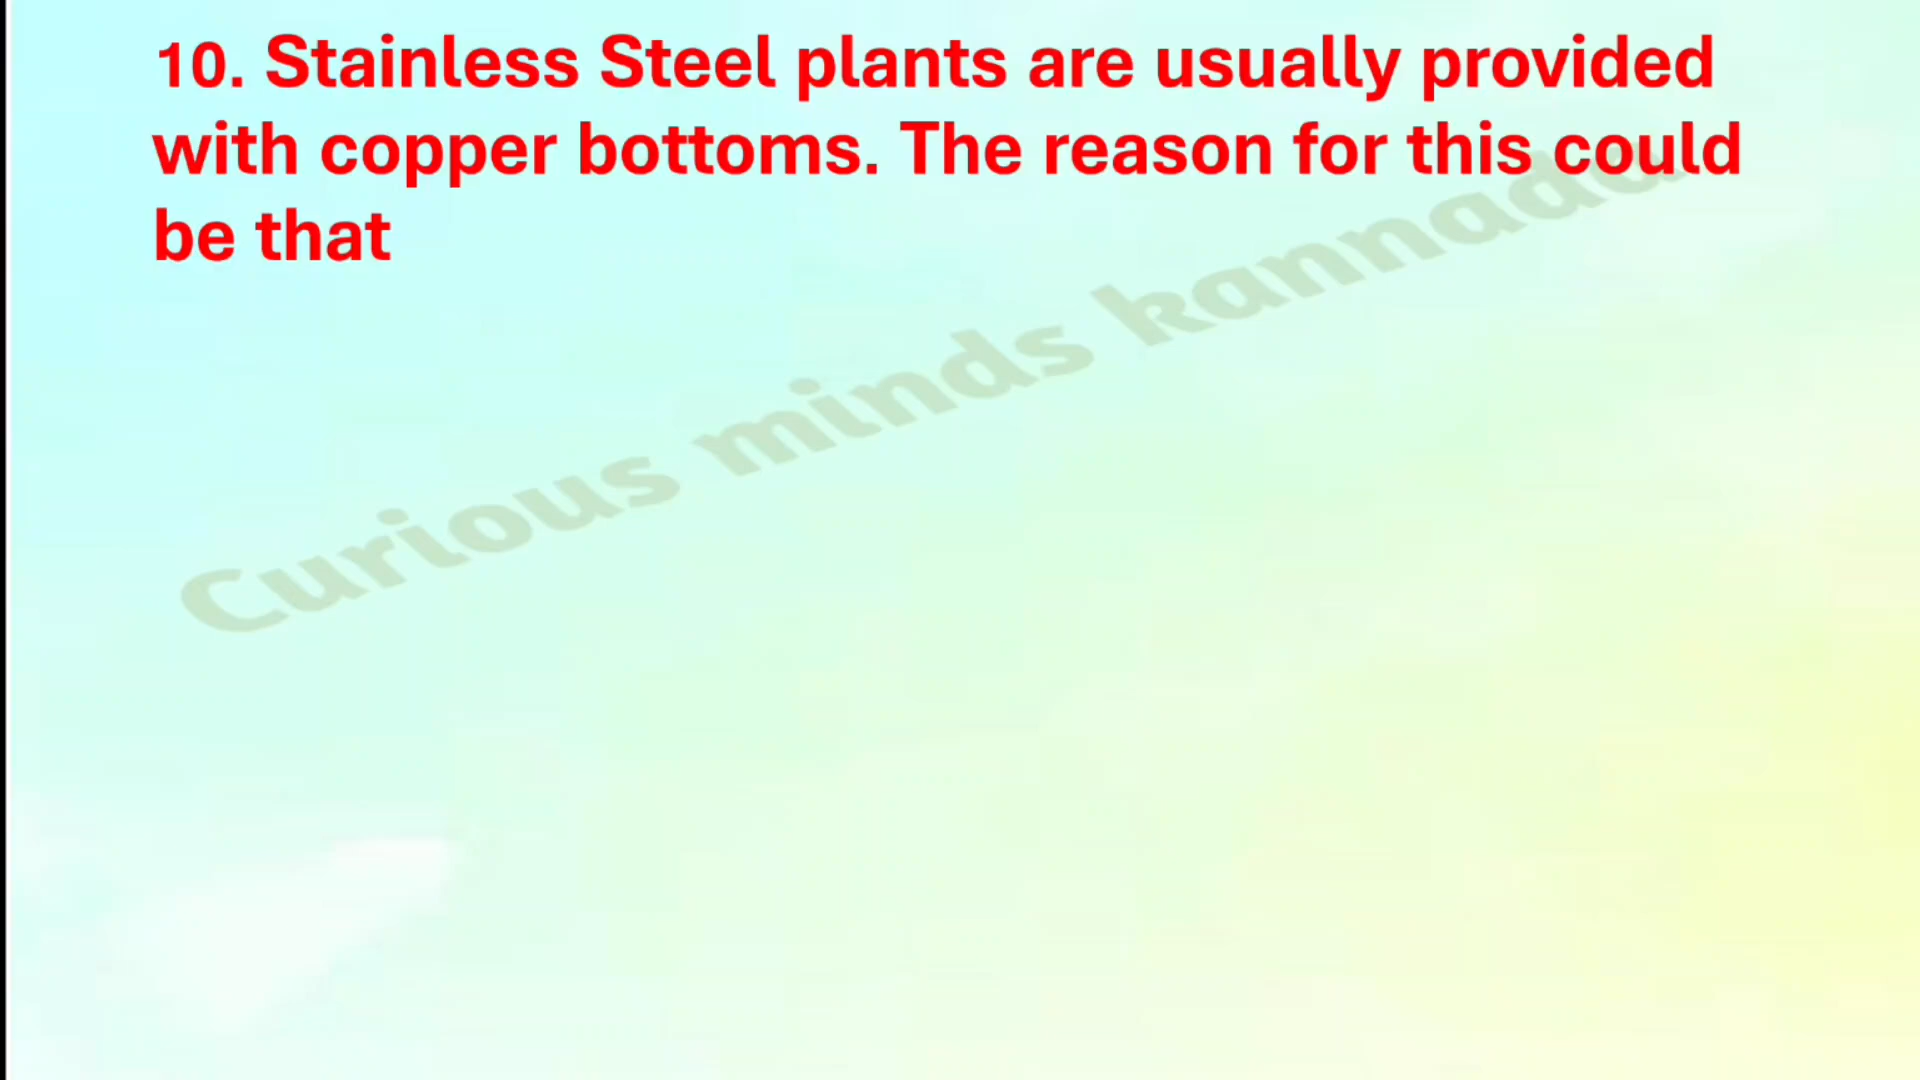 10. Stainless Steel plants are usually provided
with copper bottoms. The reason for this could
be that
Curious minds kannada